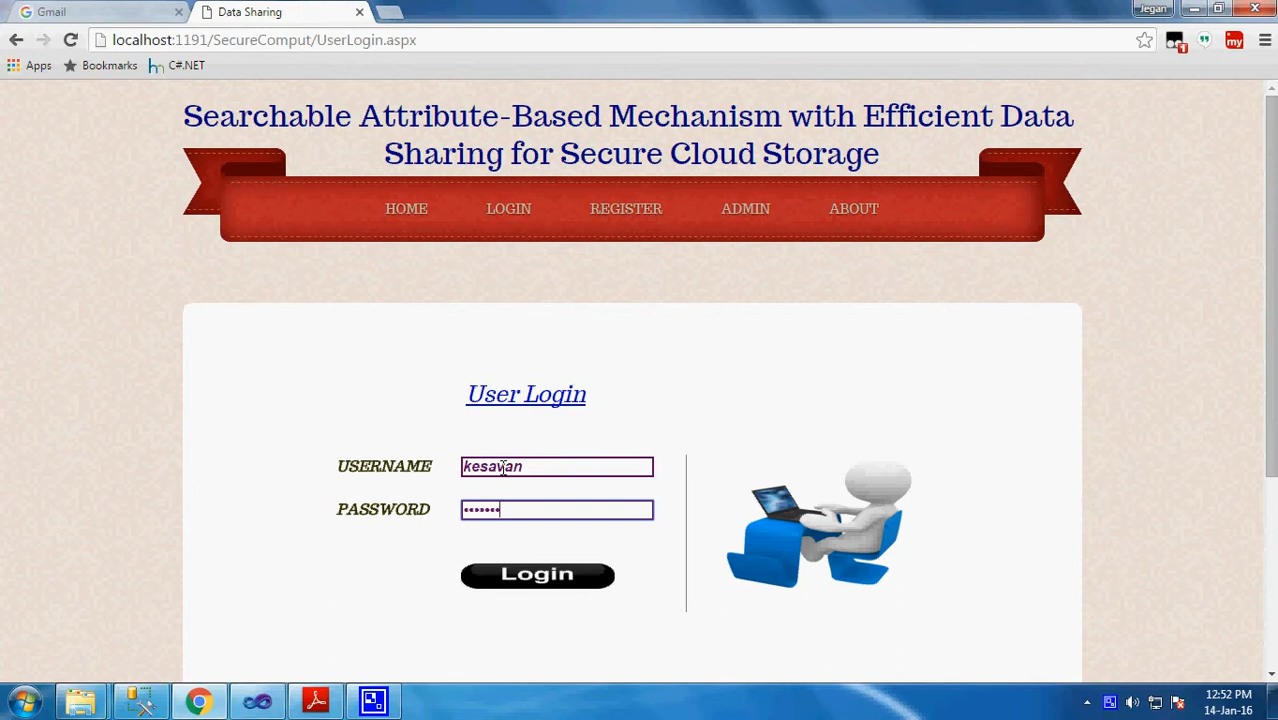 Gmail
Data Sharing
Jegan
localhost:1191/SecureComput/UserLogin.aspx
1
my
Apps
Bookmarks
C#.NET
Searchable Attribute-Based Mechanism with Efficient Data
Sharing for Secure Cloud Storage
HOME
LOGIN
REGISTER
ADMIN
ABOUT
User Login
USERNAME
kesavan
PASSWORD
•••••••
Login
12:52 PM
14-Jan-16